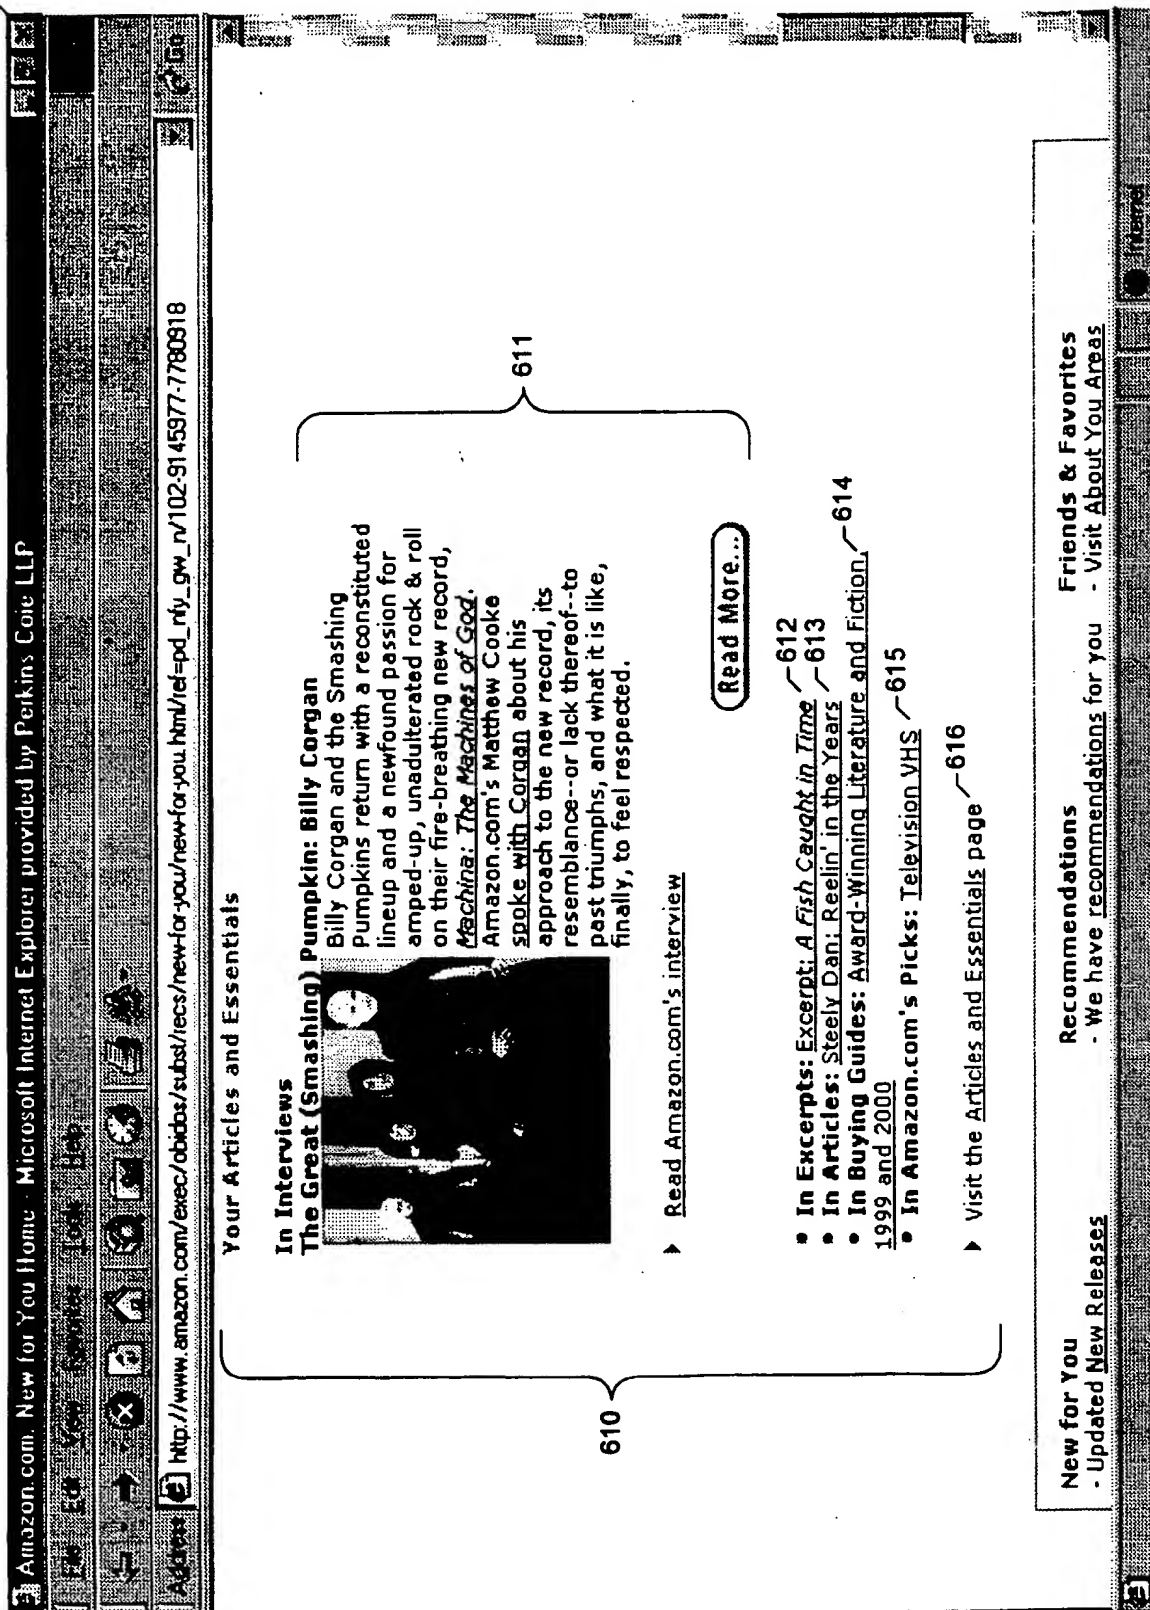 Amazon.com. New for You Home - Microsoft Internet Explorer provided by Perkins Coie LLP
File Edit View Favorites Tools Help
Address http://www.amazon.com/exec/obidos/subst/recs/new-for-you/new-for-you.html/ref=pd_nfy_gw_n/102-9145977-7780918 Go
Your Articles and Essentials
In Interviews
The Great (Smashing) Pumpkin: Billy Corgan
Billy Corgan and the Smashing
Pumpkins return with a reconstituted
lineup and a newfound passion for
amped-up, unadulterated rock & roll
on their fire-breathing new record,
Machina: The Machines of God.
Amazon.com's Matthew Cooke
spoke with Corgan about his
approach to the new record, its
resemblance--or lack thereof--to
past triumphs, and what it is like,
finally, to feel respected.
611
Read Amazon.com's interview
Read More...
610
• In Excerpts: Excerpt: A Fish Caught in Time 612
• In Articles: Steely Dan: Reelin' in the Years 613
• In Buying Guides: Award-Winning Literature and Fiction, 614
1999 and 2000
• In Amazon.com's Picks: Television VHS 615
Visit the Articles and Essentials page 616
New for You
- Updated New Releases
Recommendations
- We have recommendations for you
Friends & Favorites
- Visit About You Areas
Internet